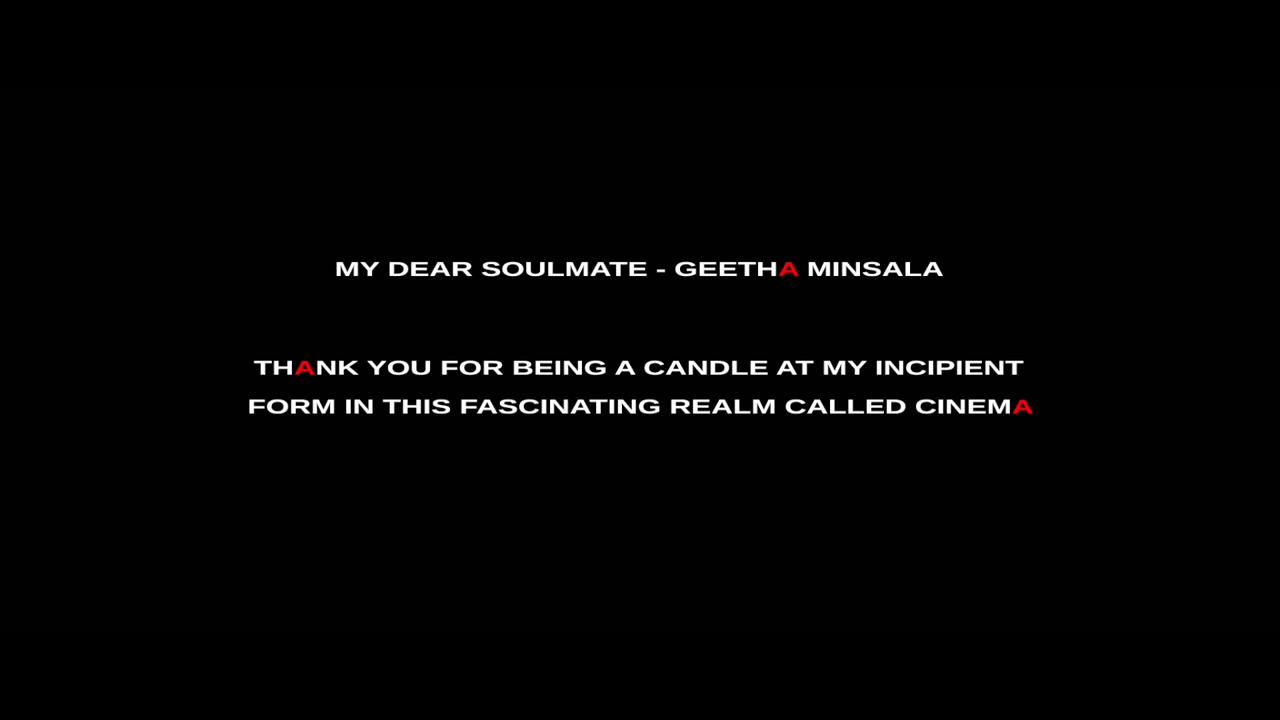 MY DEAR SOULMATE - GEETHA MINSALA
THANK YOU FOR BEING A CANDLE AT MY INCIPIENT
FORM IN THIS FASCINATING REALM CALLED CINEMA